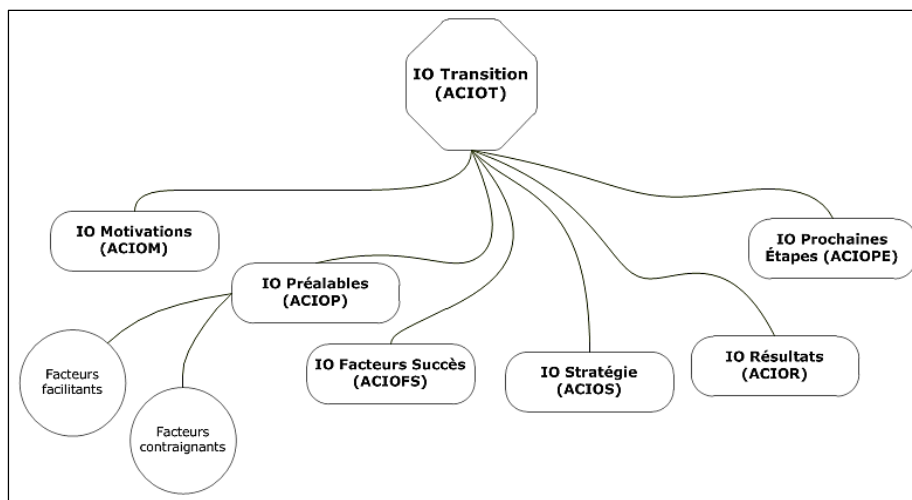 IO Transition
(ACIOT)
IO Motivations
(ACIOM)
IO Préalables
(ACIOP)
Facteurs
facilitants
Facteurs
contraignants
IO Facteurs Succès
(ACIOFS)
IO Stratégie
(ACIOS)
IO Résultats
(ACIOR)
IO Prochaines
Étapes (ACIOPE)